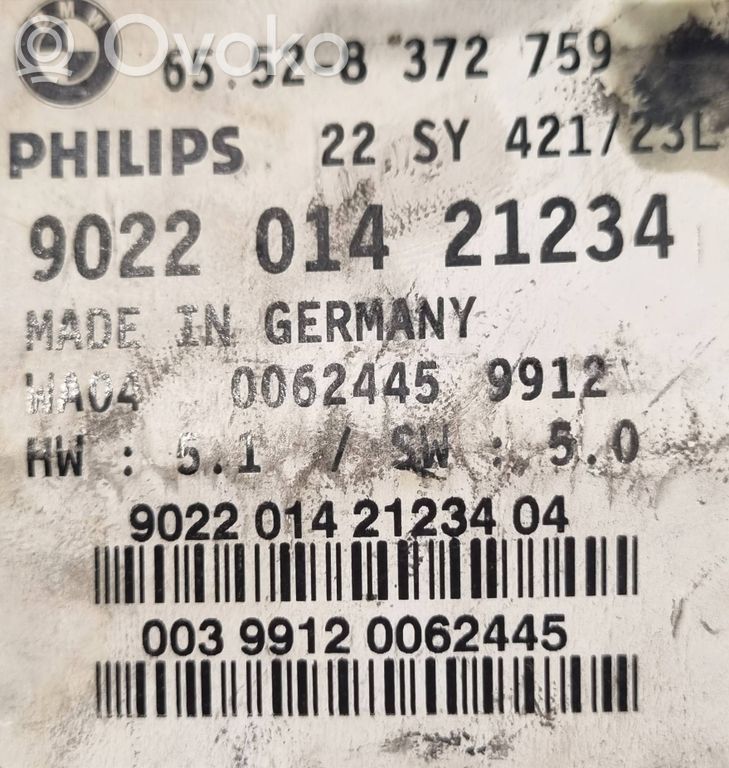 BMW
Ovoko
65.52-8 372 759
PHILIPS 22 SY 421/23L
9022 014 21234
MADE IN GERMANY
WA04 0062445 9912
HW : 5.1 / SW : 5.0
9022 014 21234 04
003 9912 0062445